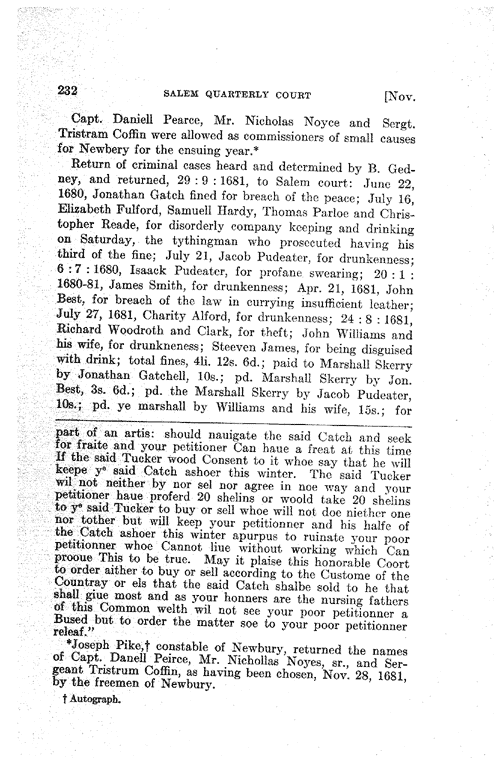 232 SALEM QUARTERLY COURT [Nov.
Capt. Daniell Pearce, Mr. Nicholas Noyce and Sergt.
Tristram Coffin were allowed as commissioners of small causes
for Newbery for the ensuing year.*
Return of criminal cases heard and determined by B. Ged-
ney, and returned, 29 : 9 : 1681, to Salem court: June 22,
1680, Jonathan Gatch fined for breach of the peace; July 16,
Elizabeth Fulford, Samuell Hardy, Thomas Parloe and Chris-
topher Reade, for disorderly company keeping and drinking
on Saturday, the tythingman who prosecuted having his
third of the fine; July 21, Jacob Pudeater, for drunkenness;
6 : 7 : 1680, Isaack Pudeater, for profane swearing; 20 : 1 :
1680-81, James Smith, for drunkenness; Apr. 21, 1681, John
Best, for breach of the law in currying insufficient leather;
July 27, 1681, Charity Alford, for drunkenness; 24 : 8 : 1681,
Richard Woodroth and Clark, for theft; John Williams and
his wife, for drunkneness; Steeven James, for being disguised
with drink; total fines, 4li. 12s. 6d.; paid to Marshall Skerry
by Jonathan Gatchell, 10s.; pd. Marshall Skerry by Jon.
Best, 3s. 6d.; pd. the Marshall Skerry by Jacob Pudeater,
10s.; pd. ye marshall by Williams and his wife, 15s.; for
part of an artis: should nauigate the said Catch and seek
for fraite and your petitioner Can haue a freat at this time
If the said Tucker wood Consent to it whoe say that he will
keepe yᵉ said Catch ashoer this winter. The said Tucker
wil not neither by nor sel nor agree in noe way and your
petitioner haue proferd 20 shelins or woold take 20 shelins
to yᵉ said Tucker to buy or sell whoe will not doe niether one
nor tother but will keep your petitionner and his halfe of
the Catch ashoer this winter apurpus to ruinate your poor
petitionner whoe Cannot liue without working which Can
prooue This to be true. May it plaise this honorable Coort
to order aither to buy or sell according to the Custome of the
Countray or els that the said Catch shalbe sold to he that
shall giue most and as your honners are the nursing fathers
of this Common welth wil not see your poor petitioner a
Bused but to order the matter soe to your poor petitionner
releaf.”
*Joseph Pike,† constable of Newbury, returned the names
of Capt. Danell Peirce, Mr. Nichollas Noyes, sr., and Ser-
geant Tristrum Coffin, as having been chosen, Nov. 28, 1681,
by the freemen of Newbury.
† Autograph.